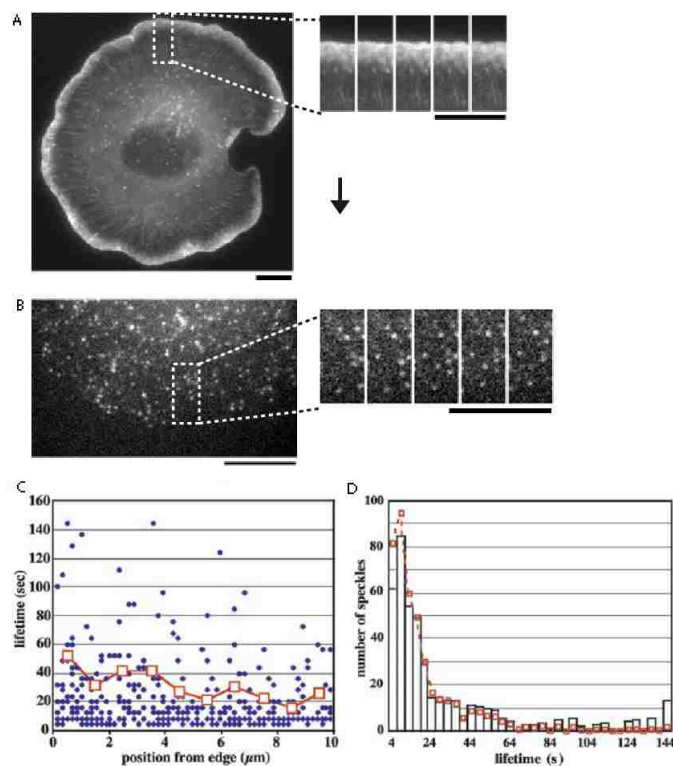 A
B
C
160
140
120
100
80
60
40
20
0
lifetime (sec)
0 2 4 6 8 10
position from edge (μm)
D
100
80
60
40
20
0
number of speckles
4 24 44 64 84 104 124 144
lifetime (s)